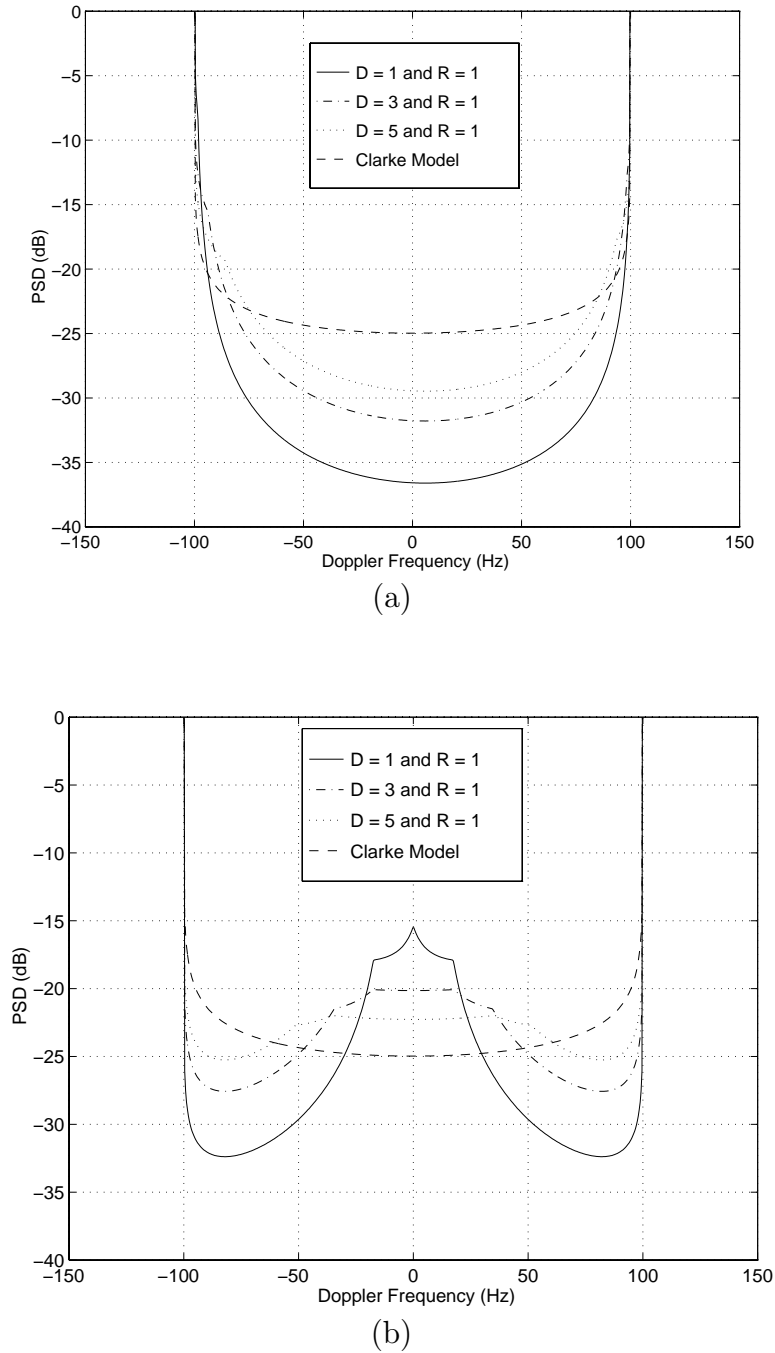 0
−5
−10
−15
−20
−25
−30
−35
−40
PSD (dB)
D = 1 and R = 1
D = 3 and R = 1
D = 5 and R = 1
Clarke Model
−150
−100
−50
0
50
100
150
Doppler Frequency (Hz)
(a)
0
−5
−10
−15
−20
−25
−30
−35
−40
PSD (dB)
D = 1 and R = 1
D = 3 and R = 1
D = 5 and R = 1
Clarke Model
−150
−100
−50
0
50
100
150
Doppler Frequency (Hz)
(b)